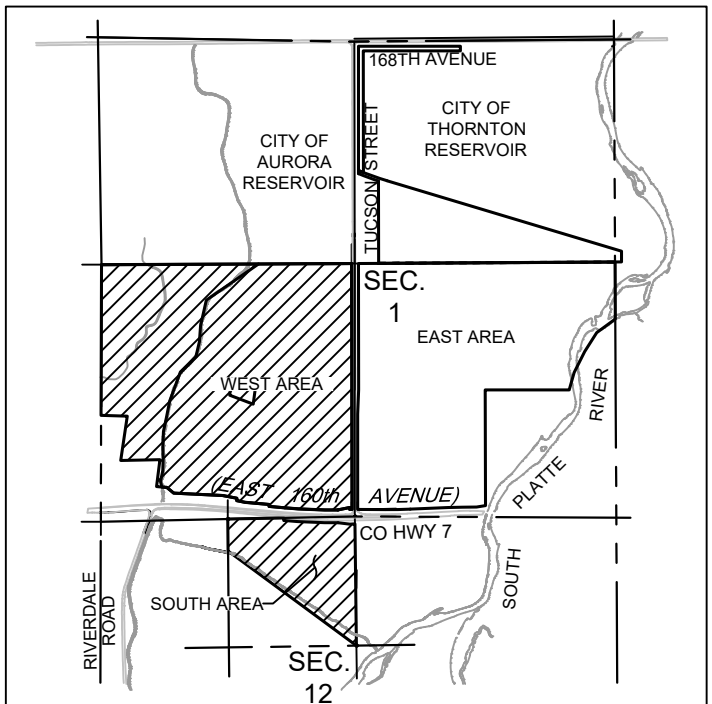 168TH AVENUE
CITY OF
AURORA
RESERVOIR
TUCSON STREET
CITY OF
THORNTON
RESERVOIR
SEC.
1
EAST AREA
WEST AREA
(EAST 160th AVENUE)
CO HWY 7
SOUTH PLATTE RIVER
RIVERDALE
ROAD
SOUTH AREA
SEC.
12